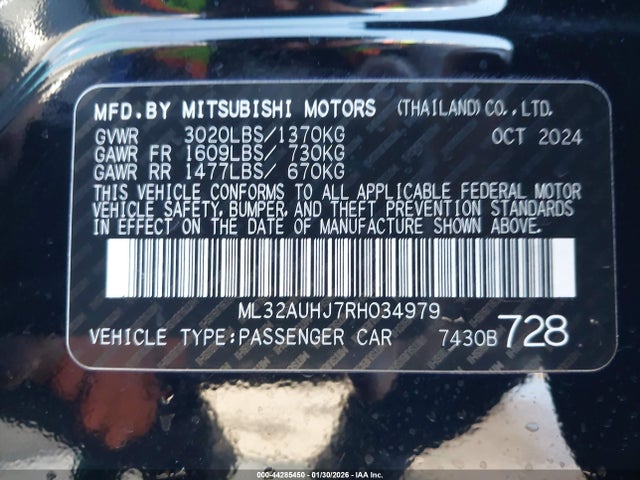 MFD.BY MITSUBISHI MOTORS (THAILAND)CO.,LTD.
GVWR 3020LBS/1370KG OCT 2024
GAWR FR 1609LBS/ 730KG
GAWR RR 1477LBS/ 670KG
THIS VEHICLE CONFORMS TO ALL APPLICABLE FEDERAL MOTOR
VEHICLE SAFETY, BUMPER, AND THEFT PREVENTION STANDARDS
IN EFFECT ON THE DATE OF MANUFACTURE SHOWN ABOVE.
ML32AUHJ7RH034979
VEHICLE TYPE:PASSENGER CAR 7430B 728
000-44285450 - 01/30/2026 - IAA Inc.